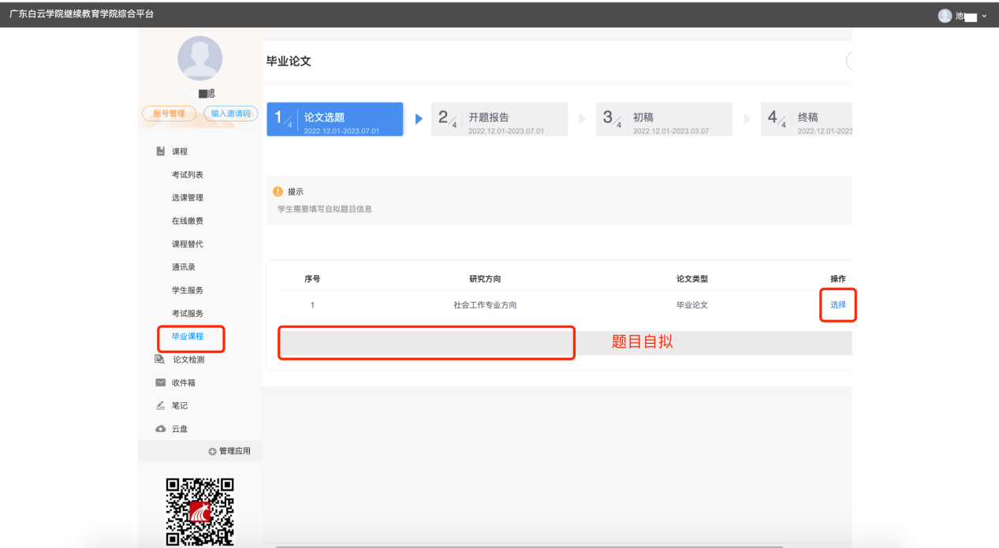 广东白云学院继续教育学院综合平台
池
思
账号管理
输入邀请码
课程
考试列表
选课管理
在线缴费
课程替代
通讯录
学生服务
考试服务
毕业课程
论文检测
收件箱
笔记
云盘
管理应用
毕业论文
1/4 论文选题
2022.12.01-2023.07.01
2/4 开题报告
2022.12.01-2023.07.01
3/4 初稿
2022.12.01-2023.03.07
4/4 终稿
2022.12.01-2023
提示
学生需要填写自拟题目信息
序号 研究方向 论文类型 操作
1 社会工作专业方向 毕业论文 选择
题目自拟